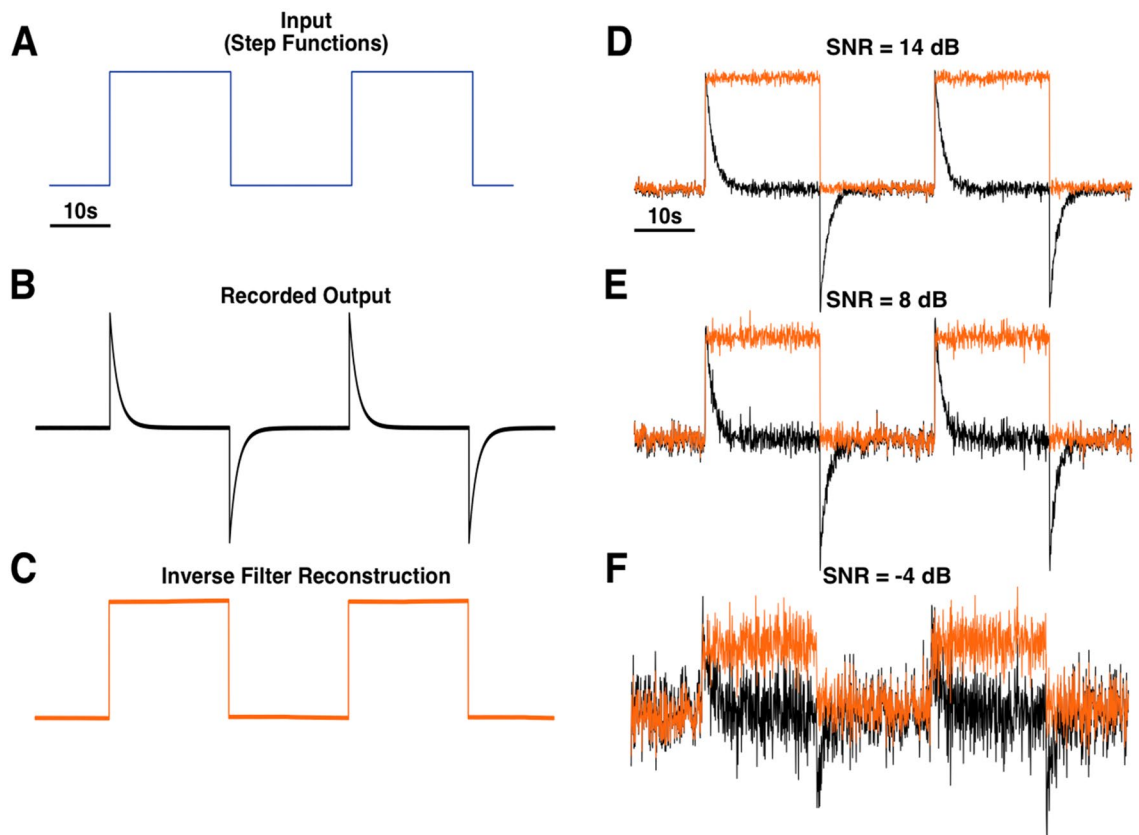 A
Input
(Step Functions)
10s
B
Recorded Output
C
Inverse Filter Reconstruction
D
SNR = 14 dB
10s
E
SNR = 8 dB
F
SNR = -4 dB